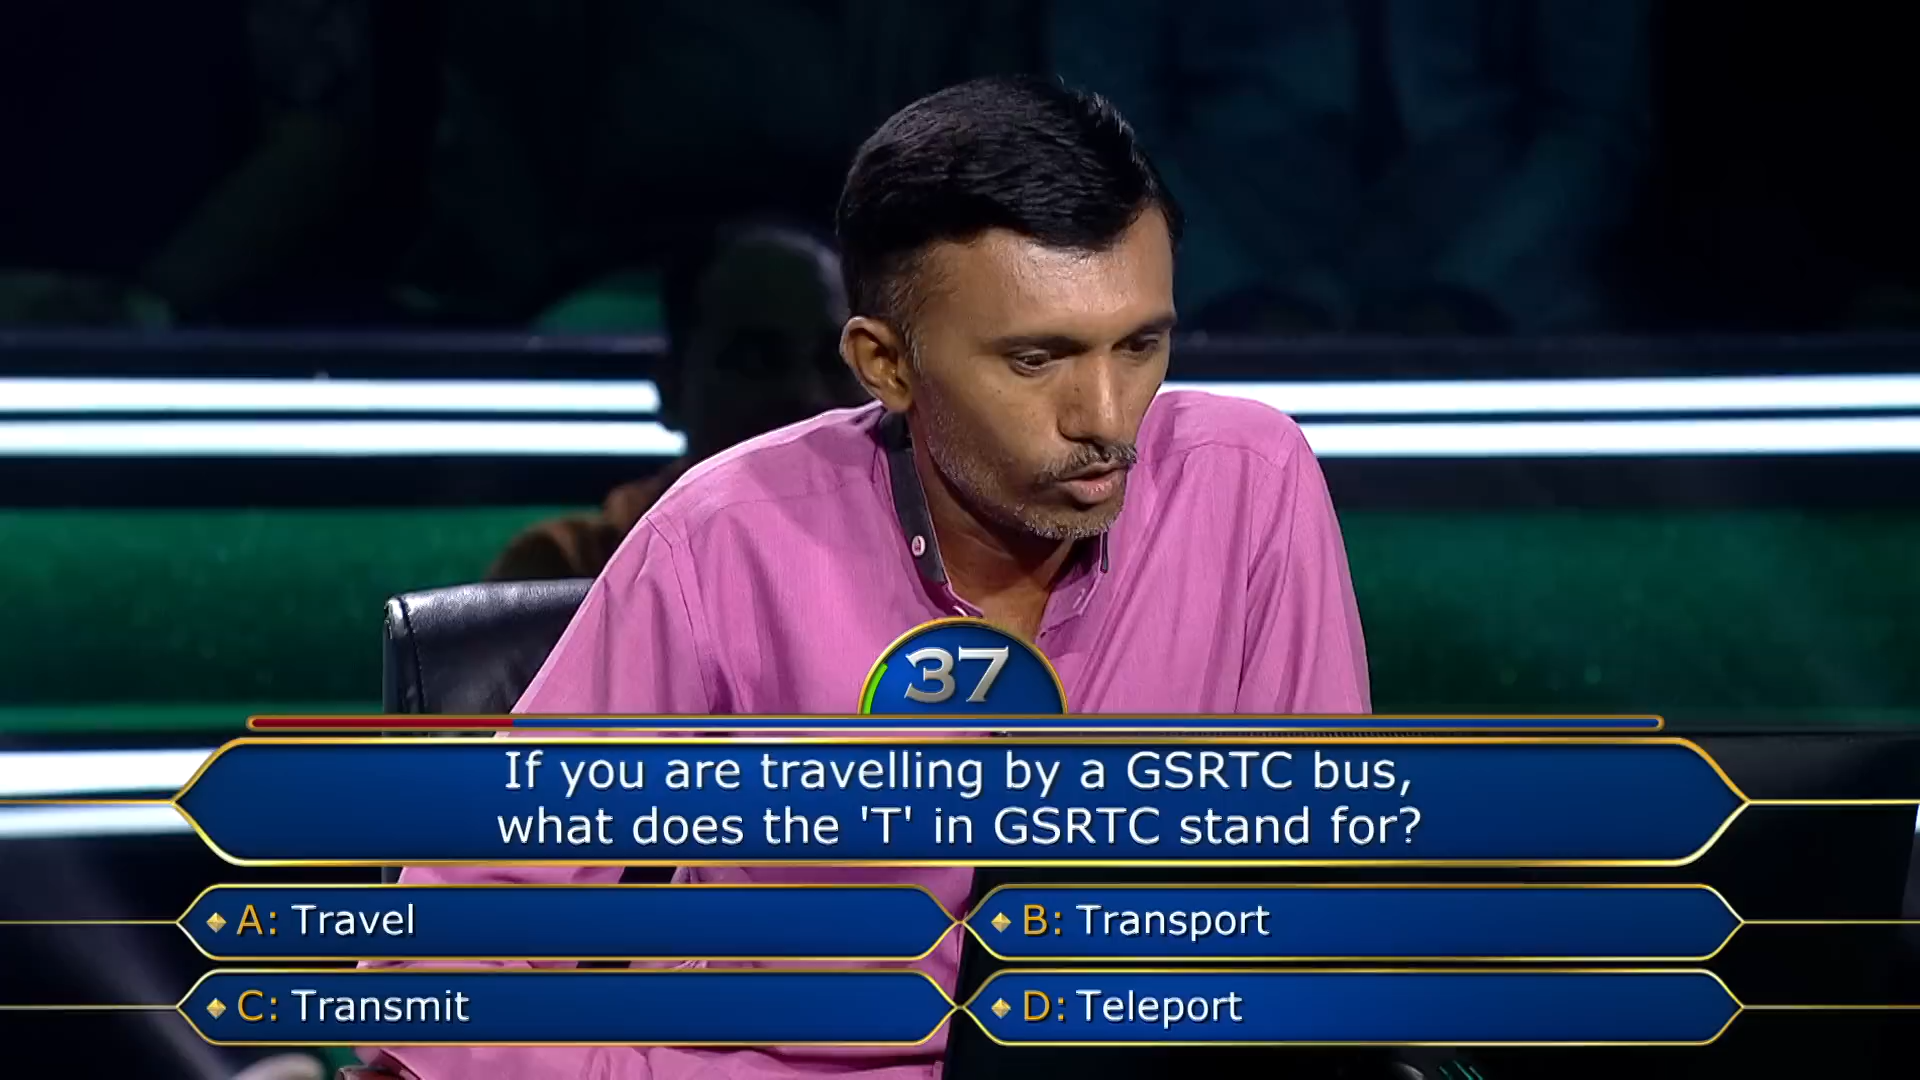 37
If you are travelling by a GSRTC bus,
what does the 'T' in GSRTC stand for?
A: Travel
B: Transport
C: Transmit
D: Teleport